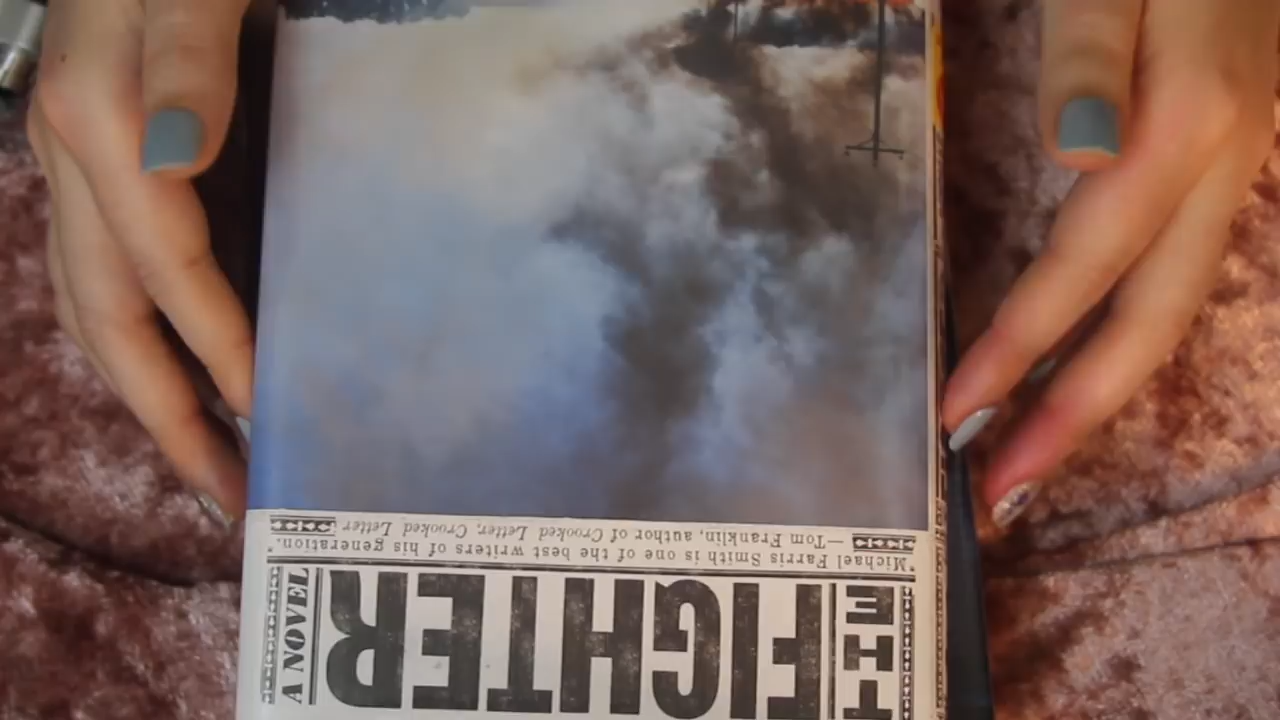 THE
FIGHTER
A NOVEL
"Michael Farris Smith is one of the best writers of his generation."
—Tom Franklin, author of Crooked Letter, Crooked Letter